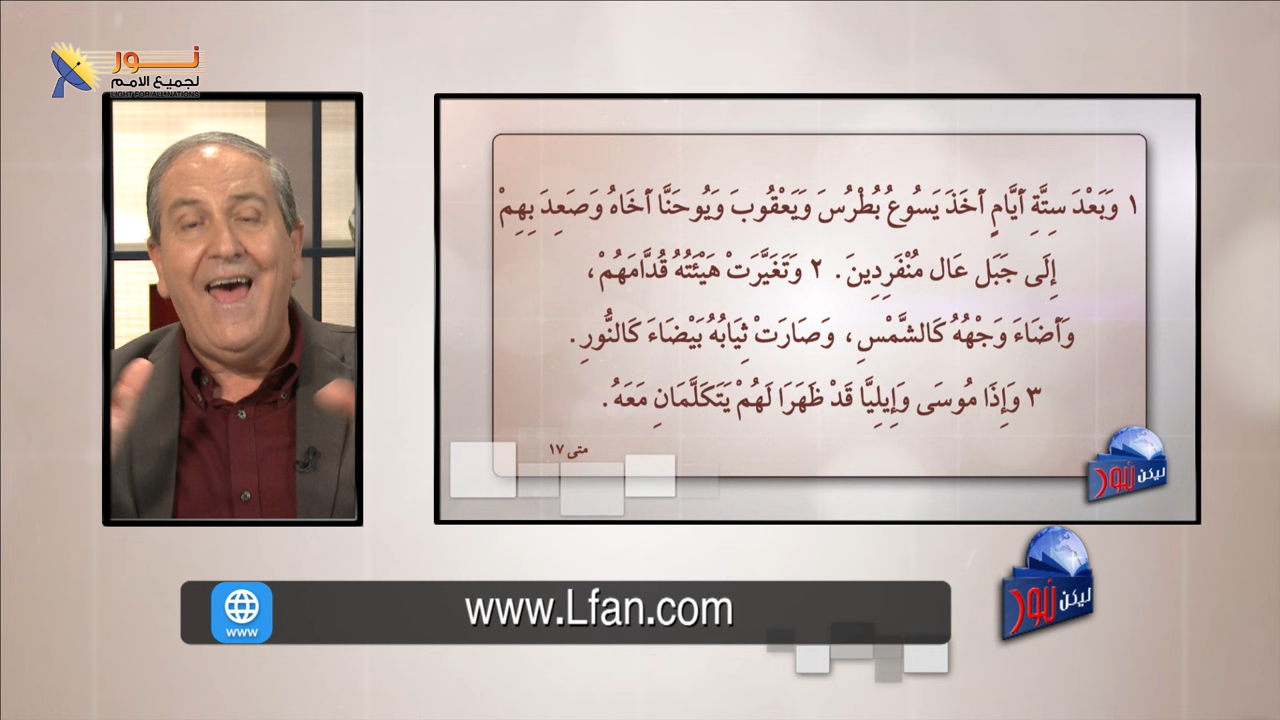 نور
لجميع الامم
LIGHT FOR ALL NATIONS
١ وَبَعْدَ سِتَّةِ أَيَّامٍ أَخَذَ يَسُوعُ بُطْرُسَ وَيَعْقُوبَ وَيُوحَنَّا أَخَاهُ وَصَعِدَ بِهِمْ
إِلَى جَبَل عَال مُنْفَرِدِينَ. ٢ وَتَغَيَّرَتْ هَيْئَتُهُ قُدَّامَهُمْ،
وَأَضَاءَ وَجْهُهُ كَالشَّمْسِ، وَصَارَتْ ثِيَابُهُ بَيْضَاءَ كَالنُّورِ.
٣ وَإِذَا مُوسَى وَإِيلِيَّا قَدْ ظَهَرَا لَهُمْ يَتَكَلَّمَانِ مَعَهُ.
متى ١٧
ليكن نور
www.Lfan.com
www
ليكن نور